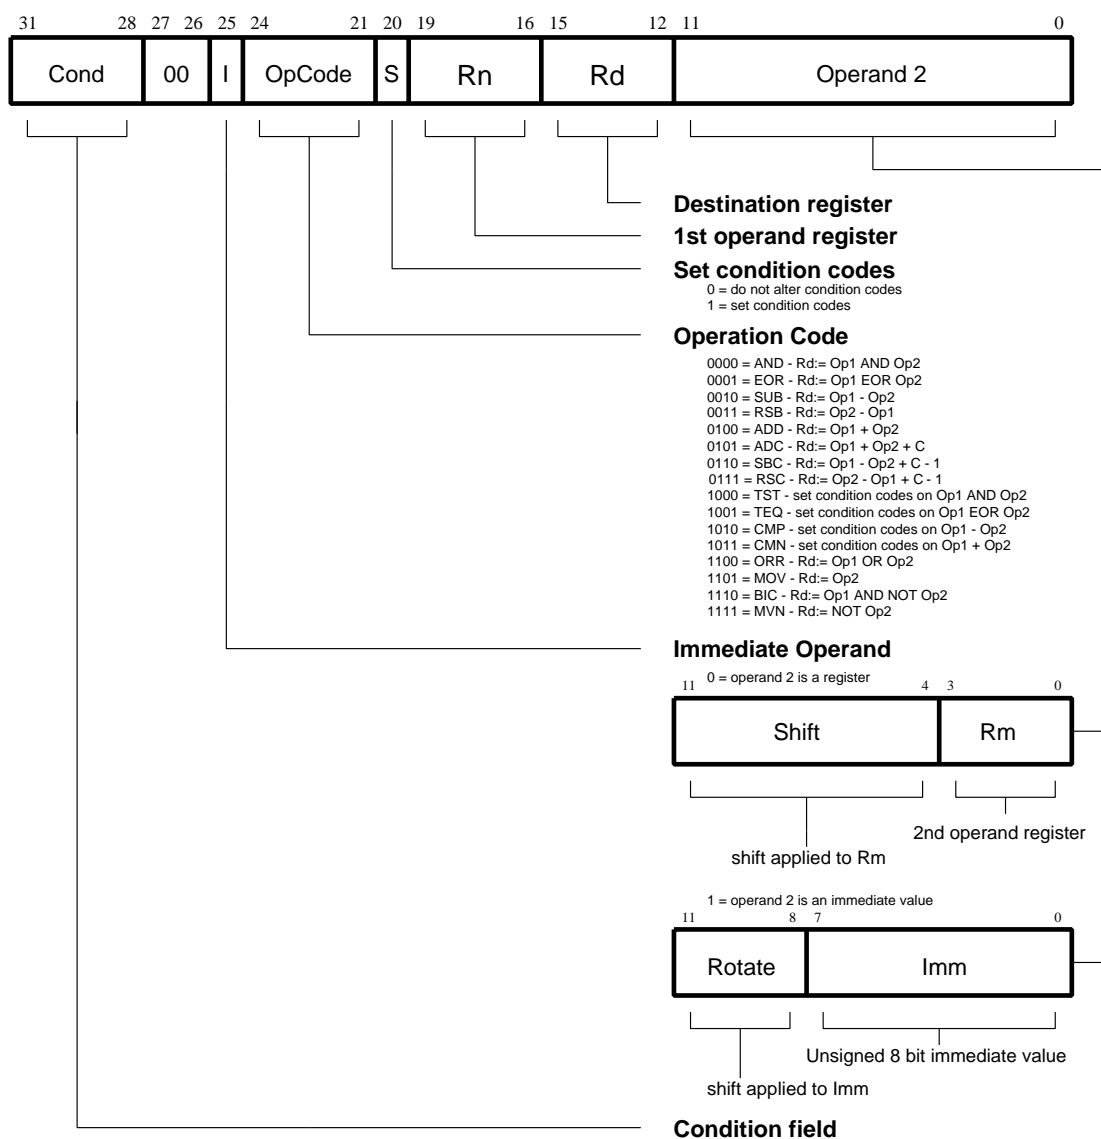 31 28 27 26 25 24 21 20 19 16 15 12 11 0
Cond 00 I OpCode S Rn Rd Operand 2
Destination register
1st operand register
Set condition codes
0 = do not alter condition codes
1 = set condition codes
Operation Code
0000 = AND - Rd:= Op1 AND Op2
0001 = EOR - Rd:= Op1 EOR Op2
0010 = SUB - Rd:= Op1 - Op2
0011 = RSB - Rd:= Op2 - Op1
0100 = ADD - Rd:= Op1 + Op2
0101 = ADC - Rd:= Op1 + Op2 + C
0110 = SBC - Rd:= Op1 - Op2 + C - 1
0111 = RSC - Rd:= Op2 - Op1 + C - 1
1000 = TST - set condition codes on Op1 AND Op2
1001 = TEQ - set condition codes on Op1 EOR Op2
1010 = CMP - set condition codes on Op1 - Op2
1011 = CMN - set condition codes on Op1 + Op2
1100 = ORR - Rd:= Op1 OR Op2
1101 = MOV - Rd:= Op2
1110 = BIC - Rd:= Op1 AND NOT Op2
1111 = MVN - Rd:= NOT Op2
Immediate Operand
0 = operand 2 is a register
11 4 3 0
Shift Rm
2nd operand register
shift applied to Rm
1 = operand 2 is an immediate value
11 8 7 0
Rotate Imm
Unsigned 8 bit immediate value
shift applied to Imm
Condition field